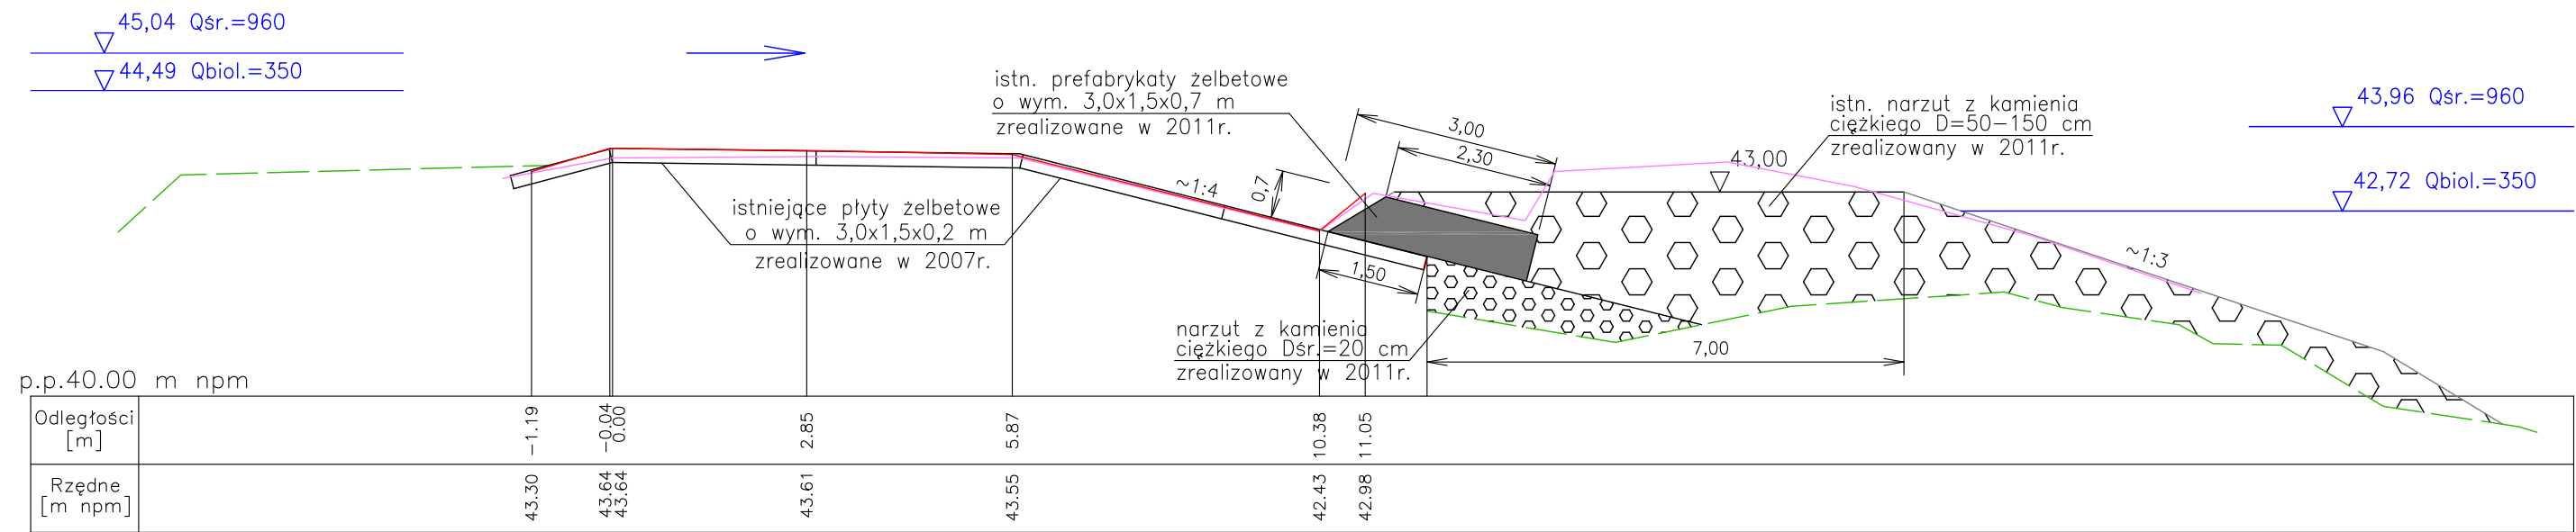 45,04 Qśr.=960
44,49 Qbiol.=350
istn. prefabrykaty żelbetowe
o wym. 3,0x1,5x0,7 m
zrealizowane w 2011r.
3,00
2,30
0,7
istn. narzut z kamienia
ciężkiego D=50-150 cm
zrealizowany w 2011r.
43,96 Qśr.=960
42,72 Qbiol.=350
43,00
~1:4
istniejące płyty żelbetowe
o wym. 3,0x1,5x0,2 m
zrealizowane w 2007r.
1,50
~1:3
narzut z kamienia
ciężkiego Dśr.=20 cm
zrealizowany w 2011r.
7,00
p.p.40.00 m npm
Odległości
[m]
-1.19
-0.04
0.00
2.85
5.87
10.38
11.05
Rzędne
[m npm]
43.30
43.64
43.64
43.61
43.55
42.43
42.98